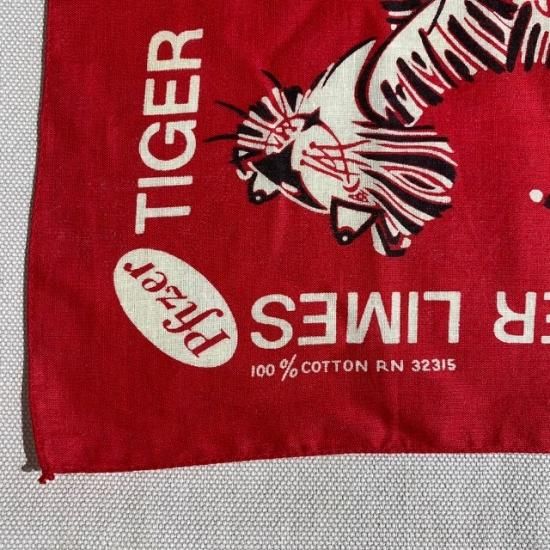 TIGER
Pfizer
ER LIMES
100% COTTON RN 32315